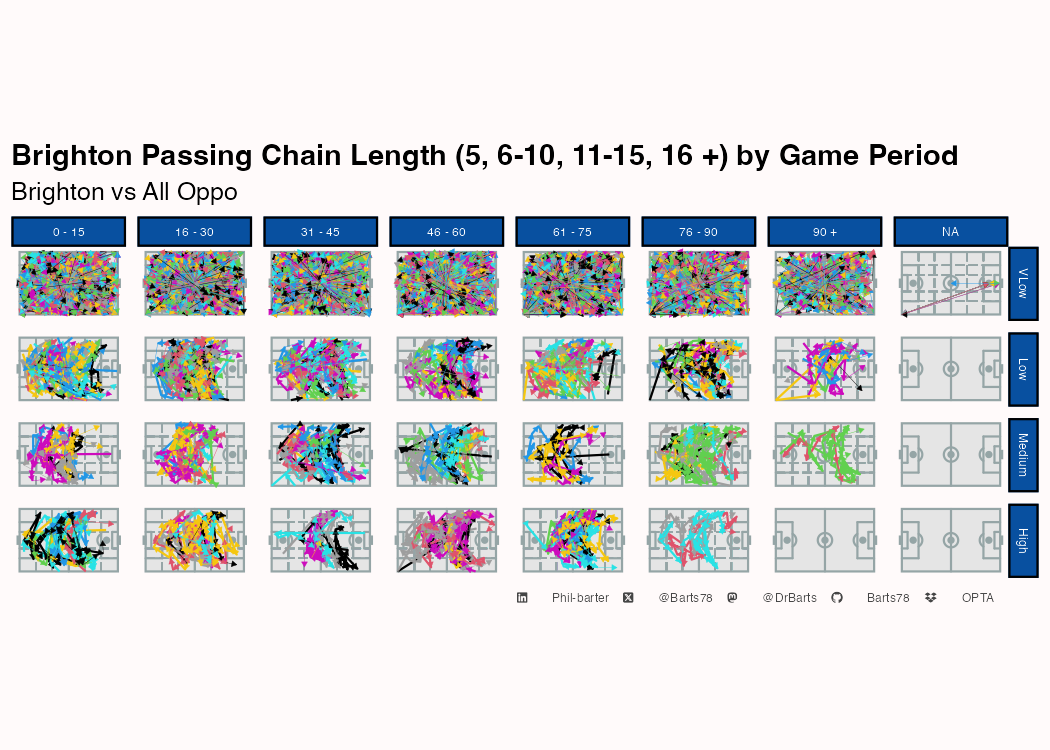 Brighton Passing Chain Length (5, 6-10, 11-15, 16 +) by Game Period
Brighton vs All Oppo
0 - 15 16 - 30 31 - 45 46 - 60 61 - 75 76 - 90 90 + NA
VLow
Low
Medium
High
Phil-barter @Barts78 @DrBarts Barts78 OPTA